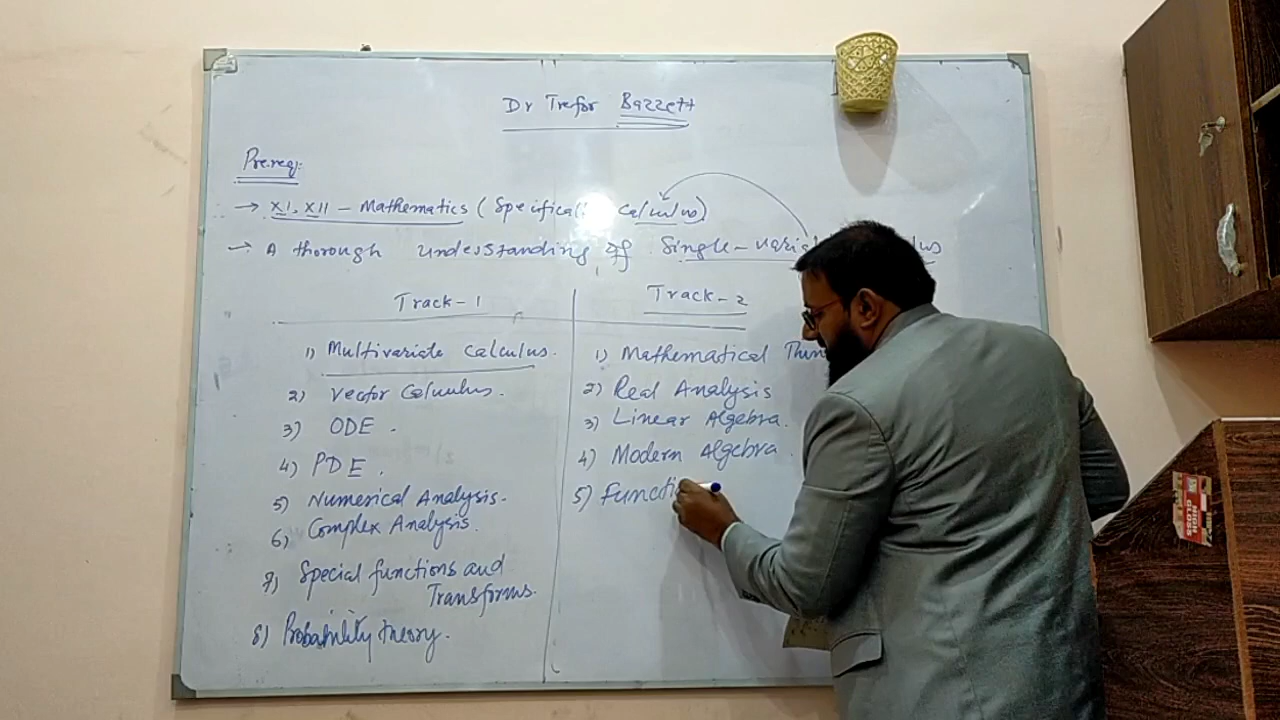 Dr Trefor Bazzett
Pre.req:
→ XI, XII - Mathematics (Specifically Calculus)
→ A thorough understanding of Single-variable Calculus
Track-1
1) Multivariate Calculus.
2) Vector Calculus.
3) ODE.
4) PDE.
5) Numerical Analysis.
6) Complex Analysis.
7) Special functions and
Transforms.
8) Probability theory.
Track-2
1) Mathematical Thin
2) Real Analysis
3) Linear Algebra.
4) Modern Algebra.
5) Functi
HIGH
GLOSS